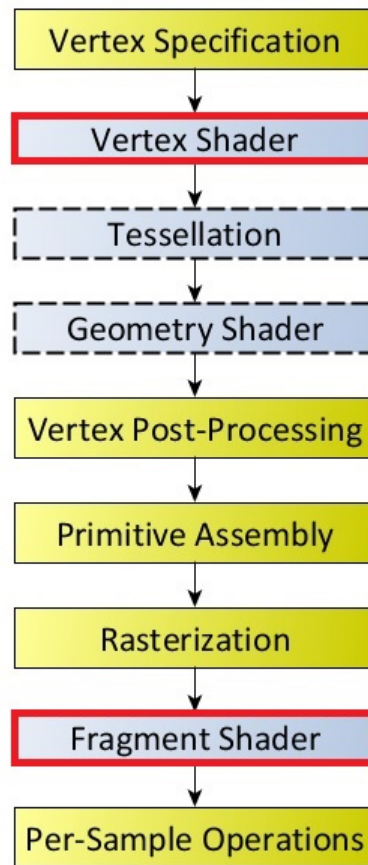 Vertex Specification
Vertex Shader
Tessellation
Geometry Shader
Vertex Post-Processing
Primitive Assembly
Rasterization
Fragment Shader
Per-Sample Operations